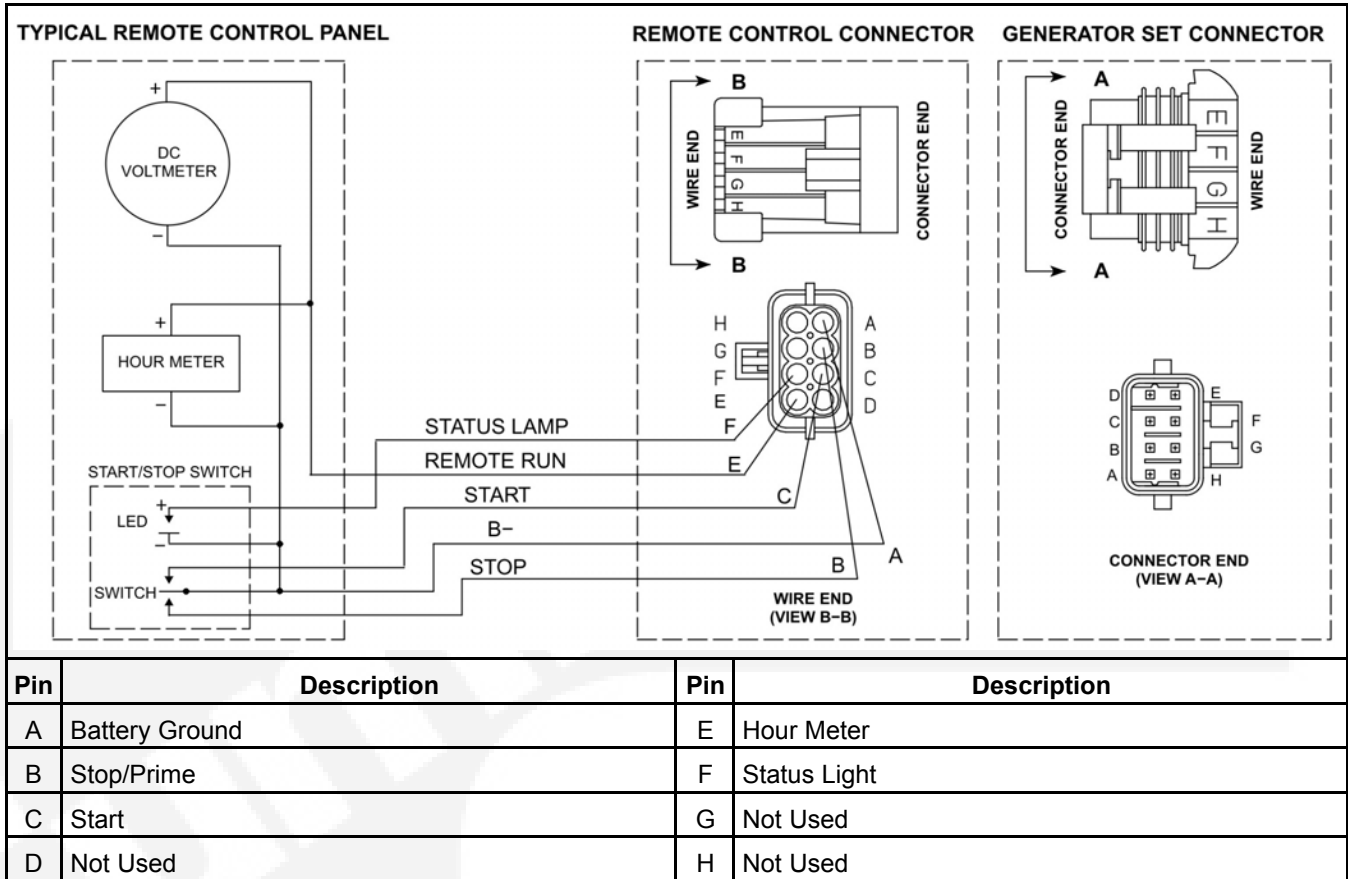 TYPICAL REMOTE CONTROL PANEL
REMOTE CONTROL CONNECTOR
GENERATOR SET CONNECTOR
+
DC
VOLTMETER
−
+
HOUR METER
−
START/STOP SWITCH
LED
+
−
SWITCH
STATUS LAMP
F
REMOTE RUN
E
START
C
B−
A
STOP
B
B
WIRE END
E
F
G
H
CONNECTOR END
B
H
G
F
E
A
B
C
D
WIRE END
(VIEW B−B)
A
CONNECTOR END
E
F
G
H
WIRE END
A
D
C
B
A
E
F
G
H
CONNECTOR END
(VIEW A−A)
Pin Description Pin Description
A Battery Ground E Hour Meter
B Stop/Prime F Status Light
C Start G Not Used
D Not Used H Not Used